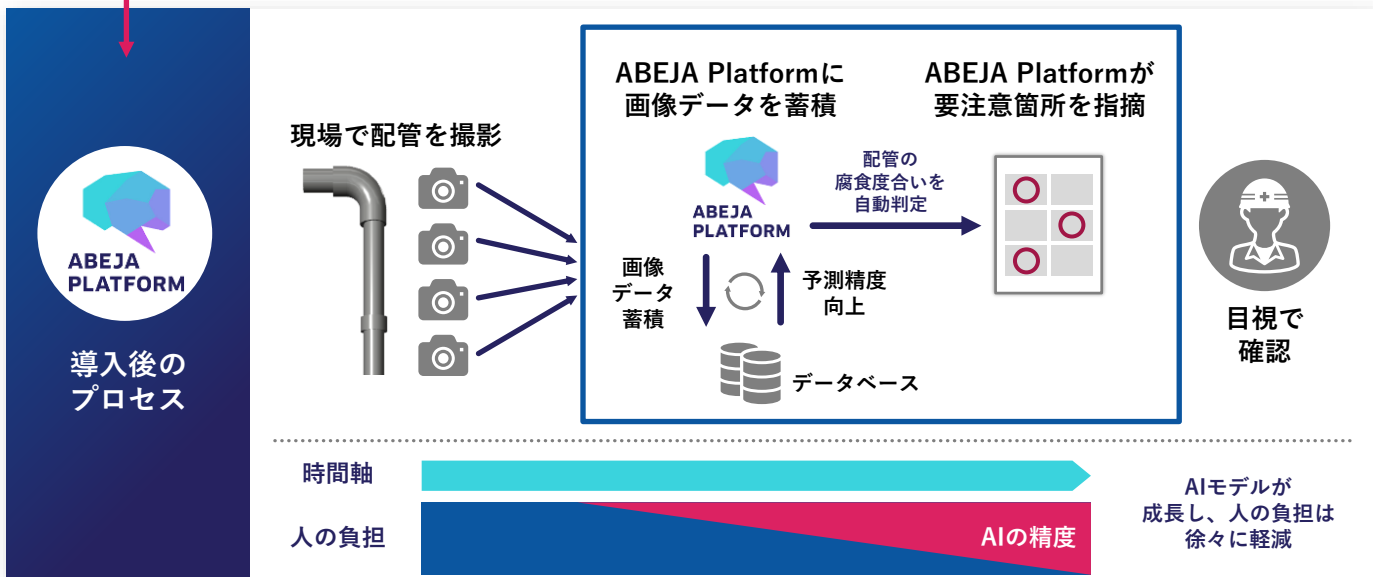 ABEJA
PLATFORM
導入後の
プロセス
現場で配管を撮影
ABEJA Platformに
画像データを蓄積
ABEJA
PLATFORM
画像
データ
蓄積
予測精度
向上
データベース
配管の
腐食度合いを
自動判定
ABEJA Platformが
要注意箇所を指摘
目視で
確認
時間軸
人の負担
AIの精度
AIモデルが
成長し、人の負担は
徐々に軽減